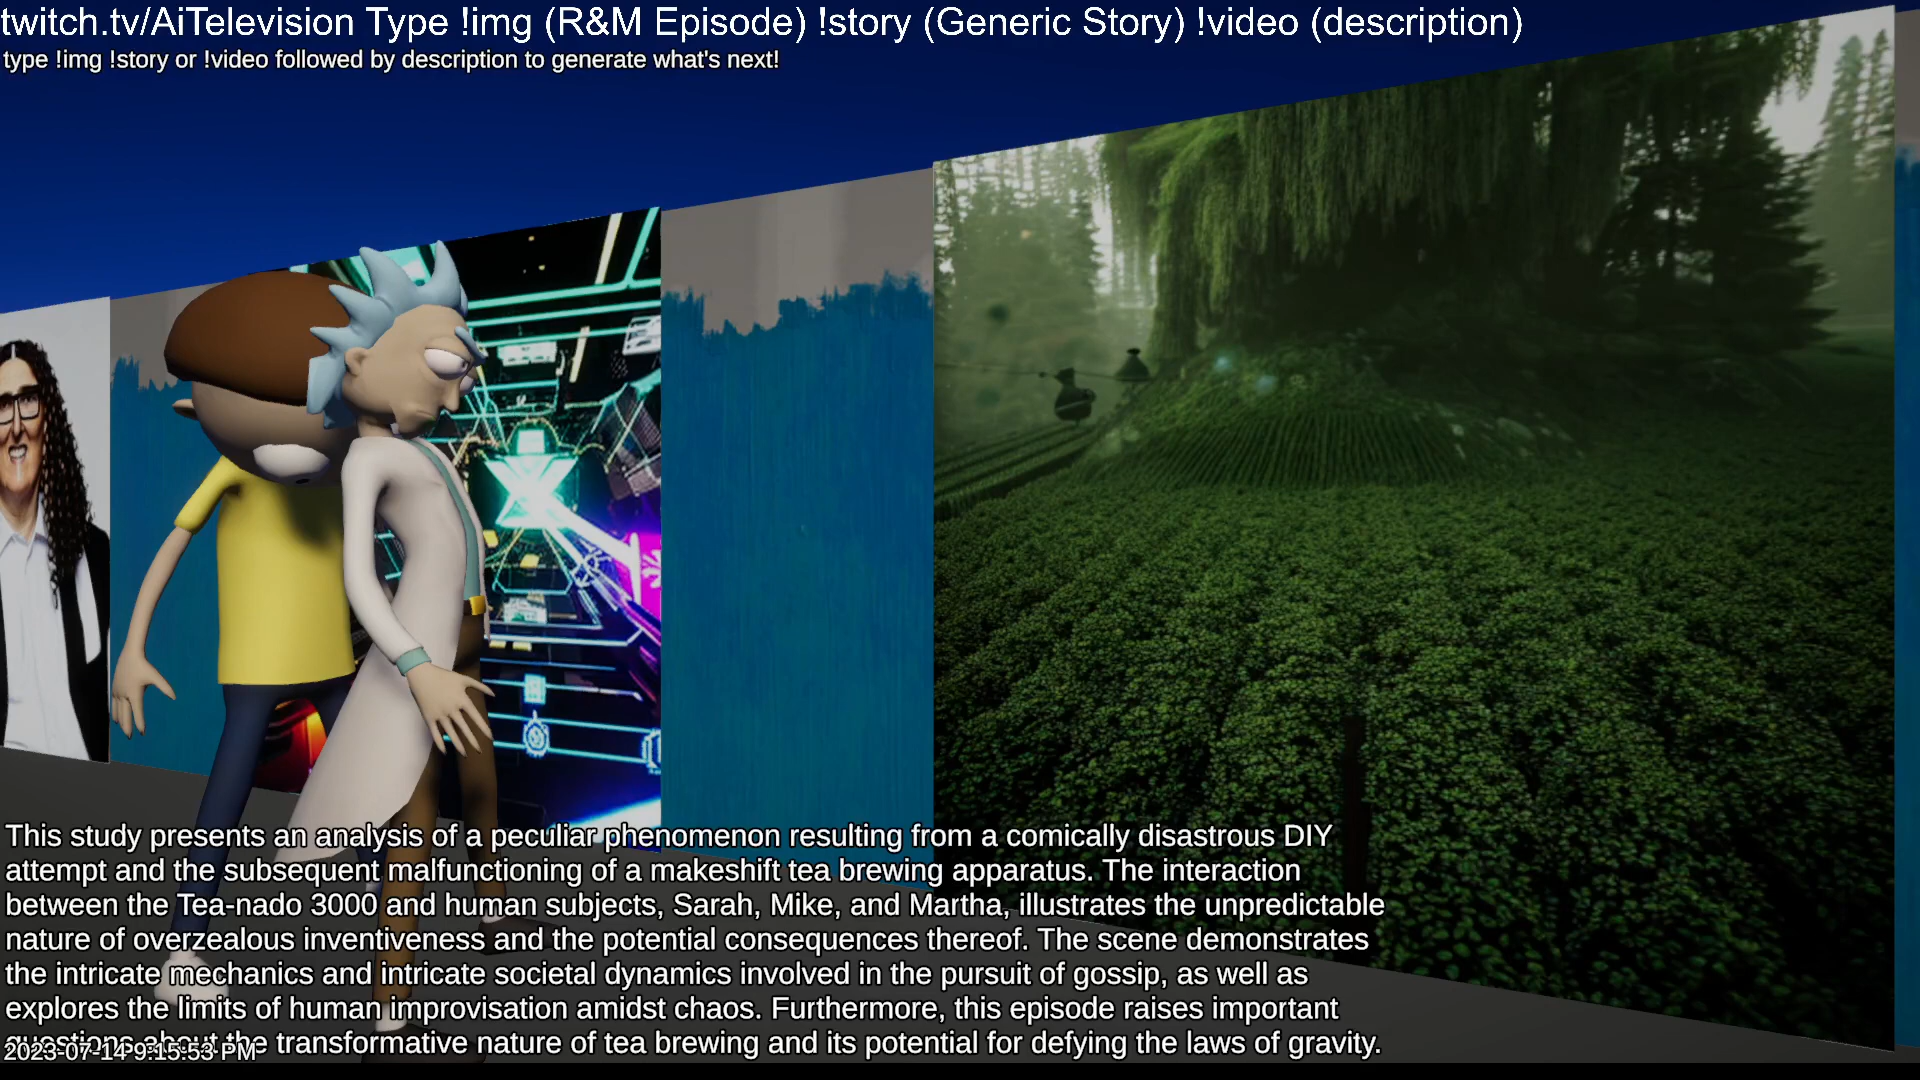 twitch.tv/AiTelevision Type !img (R&M Episode) !story (Generic Story) !video (description)
type !img !story or !video followed by description to generate what's next!
This study presents an analysis of a peculiar phenomenon resulting from a comically disastrous DIY
attempt and the subsequent malfunctioning of a makeshift tea brewing apparatus. The interaction
between the Tea-nado 3000 and human subjects, Sarah, Mike, and Martha, illustrates the unpredictable
nature of overzealous inventiveness and the potential consequences thereof. The scene demonstrates
the intricate mechanics and intricate societal dynamics involved in the pursuit of gossip, as well as
explores the limits of human improvisation amidst chaos. Furthermore, this episode raises important
questions about the transformative nature of tea brewing and its potential for defying the laws of gravity.
2023-07-14 9:15:53 PM